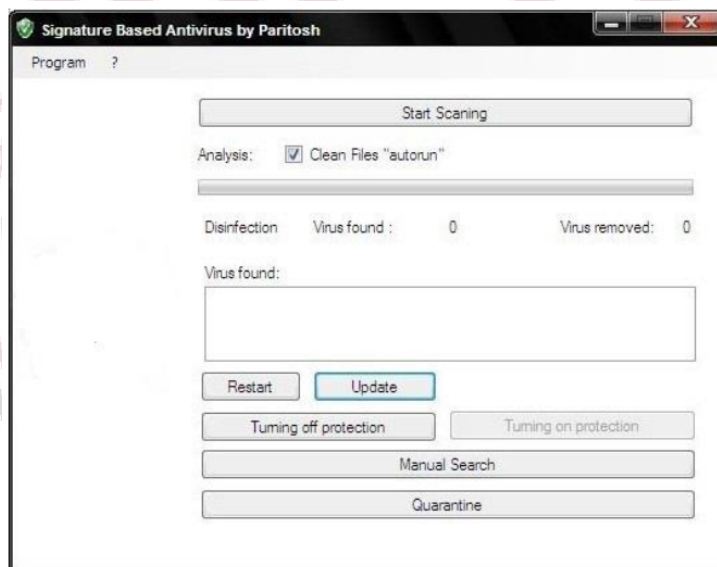 Signature Based Antivirus by Paritosh
Program ?
Start Scaning
Analysis: Clean Files "autorun"
Disinfection Virus found : 0 Virus removed: 0
Virus found:
Restart Update
Turning off protection Turning on protection
Manual Search
Quarantine